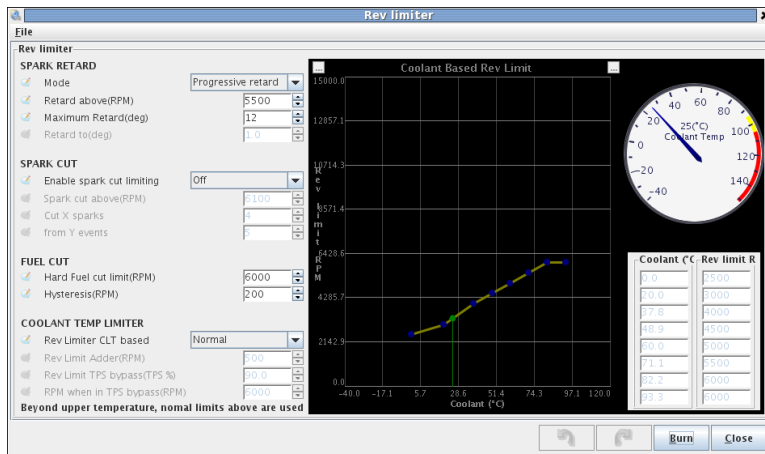 Rev limiter
File
Rev limiter
SPARK RETARD
Mode Progressive retard
Retard above(RPM) 5500
Maximum Retard(deg) 12
Retard to(deg) 1.0
SPARK CUT
Enable spark cut limiting Off
Spark cut above(RPM) 6100
Cut X sparks 4
from Y events 5
FUEL CUT
Hard Fuel cut limit(RPM) 6000
Hysteresis(RPM) 200
COOLANT TEMP LIMITER
Rev Limiter CLT based Normal
Rev Limit Adder(RPM) 500
Rev Limit TPS bypass(TPS %) 90.0
RPM when in TPS bypass(RPM) 6000
Beyond upper temperature, nomal limits above are used
... Coolant Based Rev Limit ...
15000.0
12857.1
10714.3
8571.4
6428.6
4285.7
2142.9
0.0
Rev limit RPM
-40.0 -17.1 5.7 28.6 51.4 74.3 97.1 120.0
Coolant (°C)
-40
-20
0
20
40
60
80
100
120
140
25(°C)
Coolant Temp
Coolant (°C Rev limit R
0.0 2500
20.0 3000
37.8 4000
48.9 4500
60.0 5000
71.1 5500
82.2 6000
93.3 6000
Burn Close